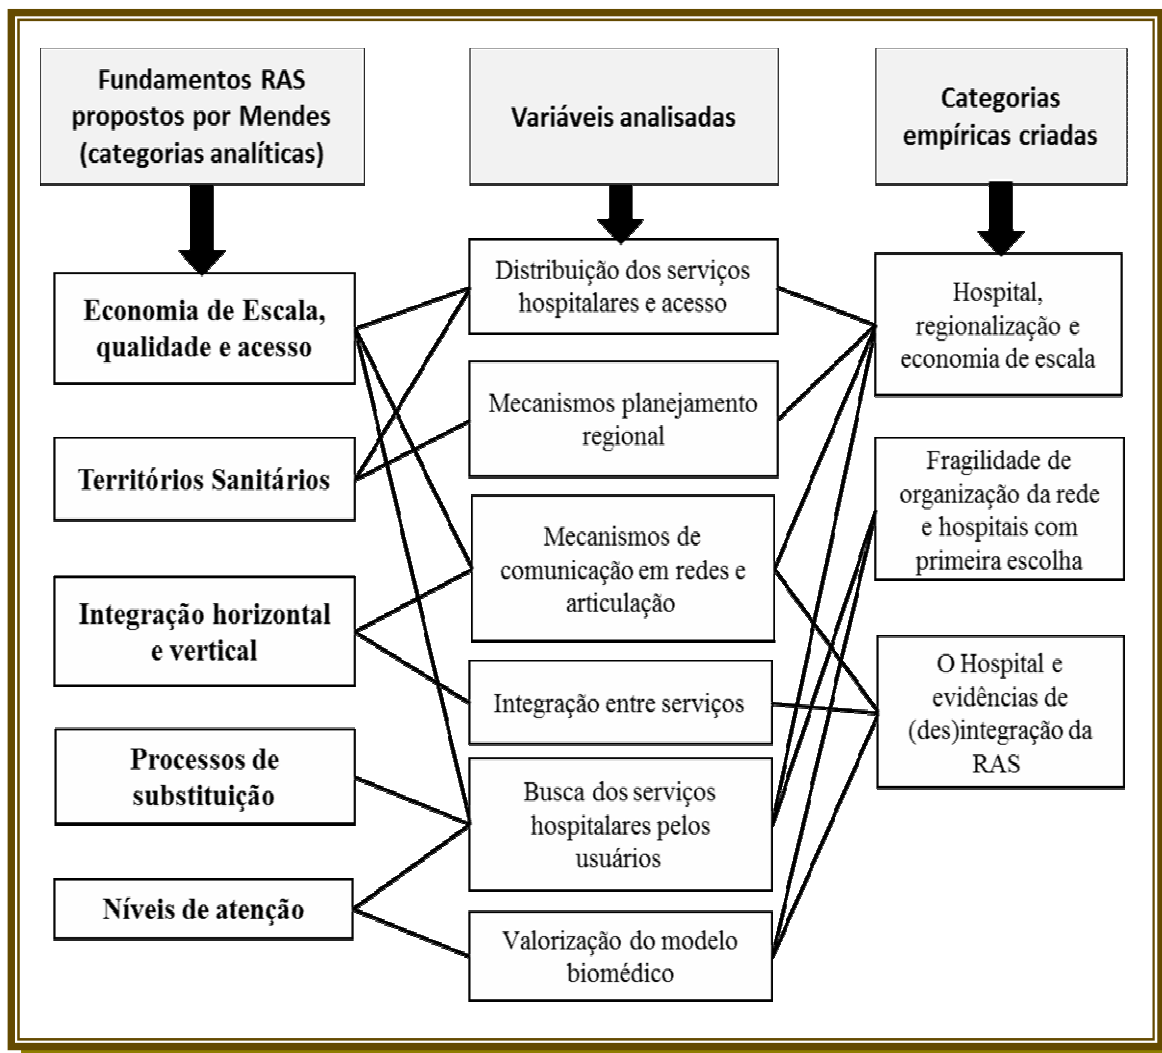 Fundamentos RAS
propostos por Mendes
(categorias analíticas)
Economia de Escala,
qualidade e acesso
Territórios Sanitários
Integração horizontal
e vertical
Processos de
substituição
Níveis de atenção
Variáveis analisadas
Distribuição dos serviços
hospitalares e acesso
Mecanismos planejamento
regional
Mecanismos de
comunicação em redes e
articulação
Integração entre serviços
Busca dos serviços
hospitalares pelos
usuários
Valorização do modelo
biomédico
Categorias
empíricas criadas
Hospital,
regionalização e
economia de escala
Fragilidade de
organização da rede
e hospitais com
primeira escolha
O Hospital e
evidências de
(des)integração da
RAS